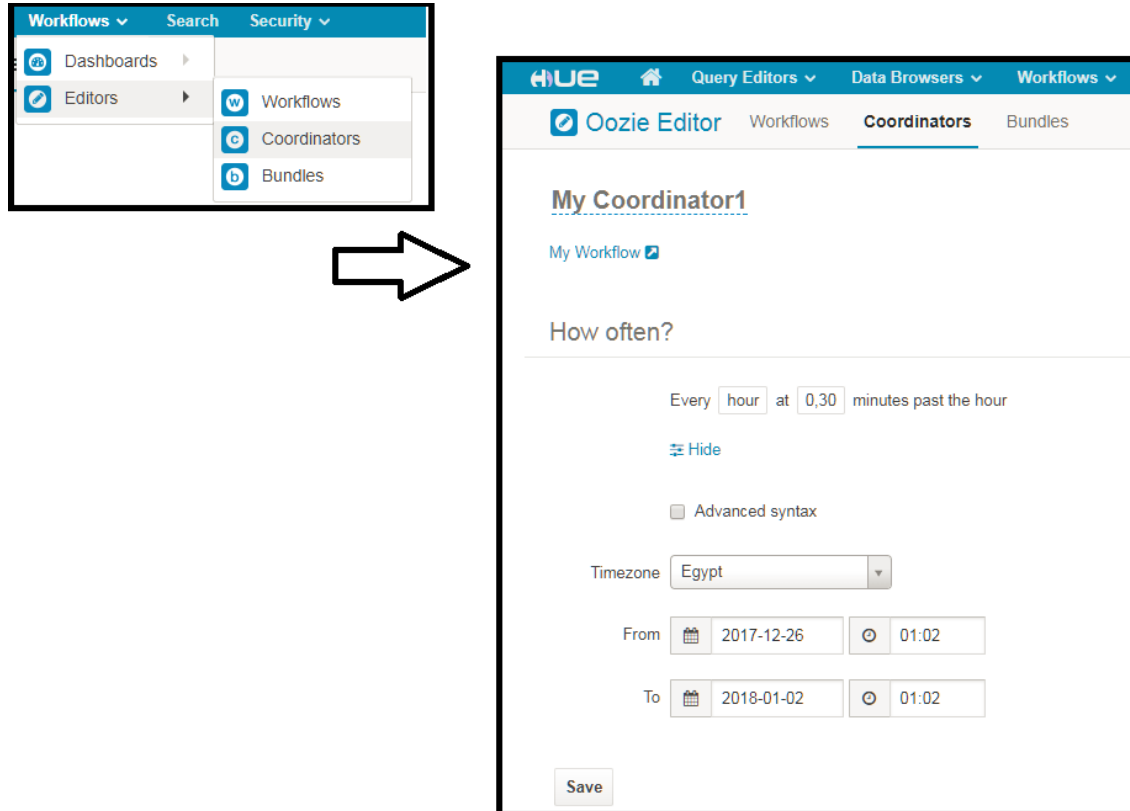 Workflows Search Security
Dashboards
Editors
w Workflows
c Coordinators
b Bundles
HUE Query Editors Data Browsers Workflows
Oozie Editor Workflows Coordinators Bundles
My Coordinator1
My Workflow
How often?
Every hour at 0,30 minutes past the hour
Hide
Advanced syntax
Timezone Egypt
From 2017-12-26 01:02
To 2018-01-02 01:02
Save